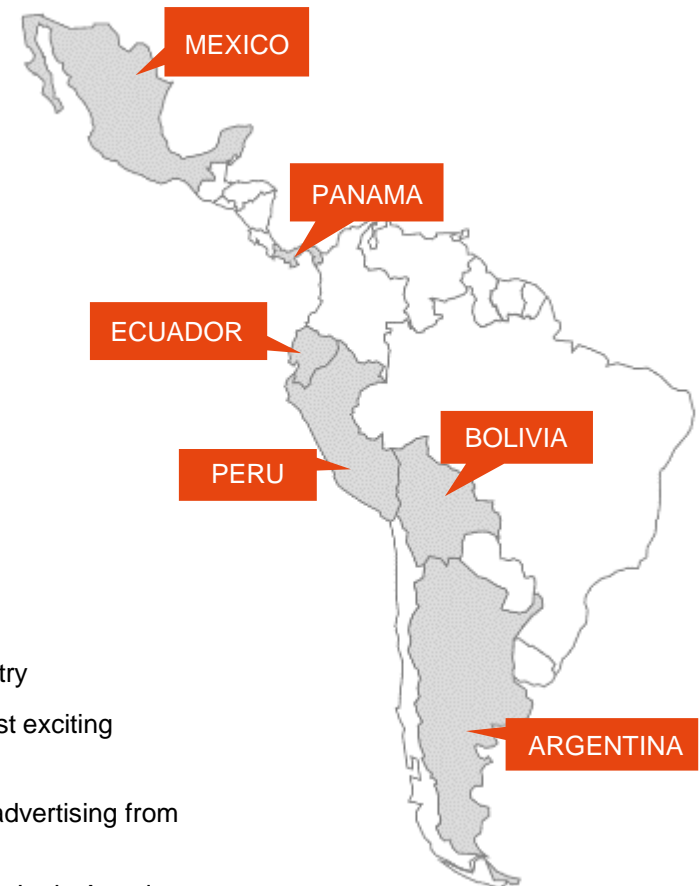 MEXICO
PANAMA
ECUADOR
BOLIVIA
PERU
try
st exciting
ARGENTINA
advertising from